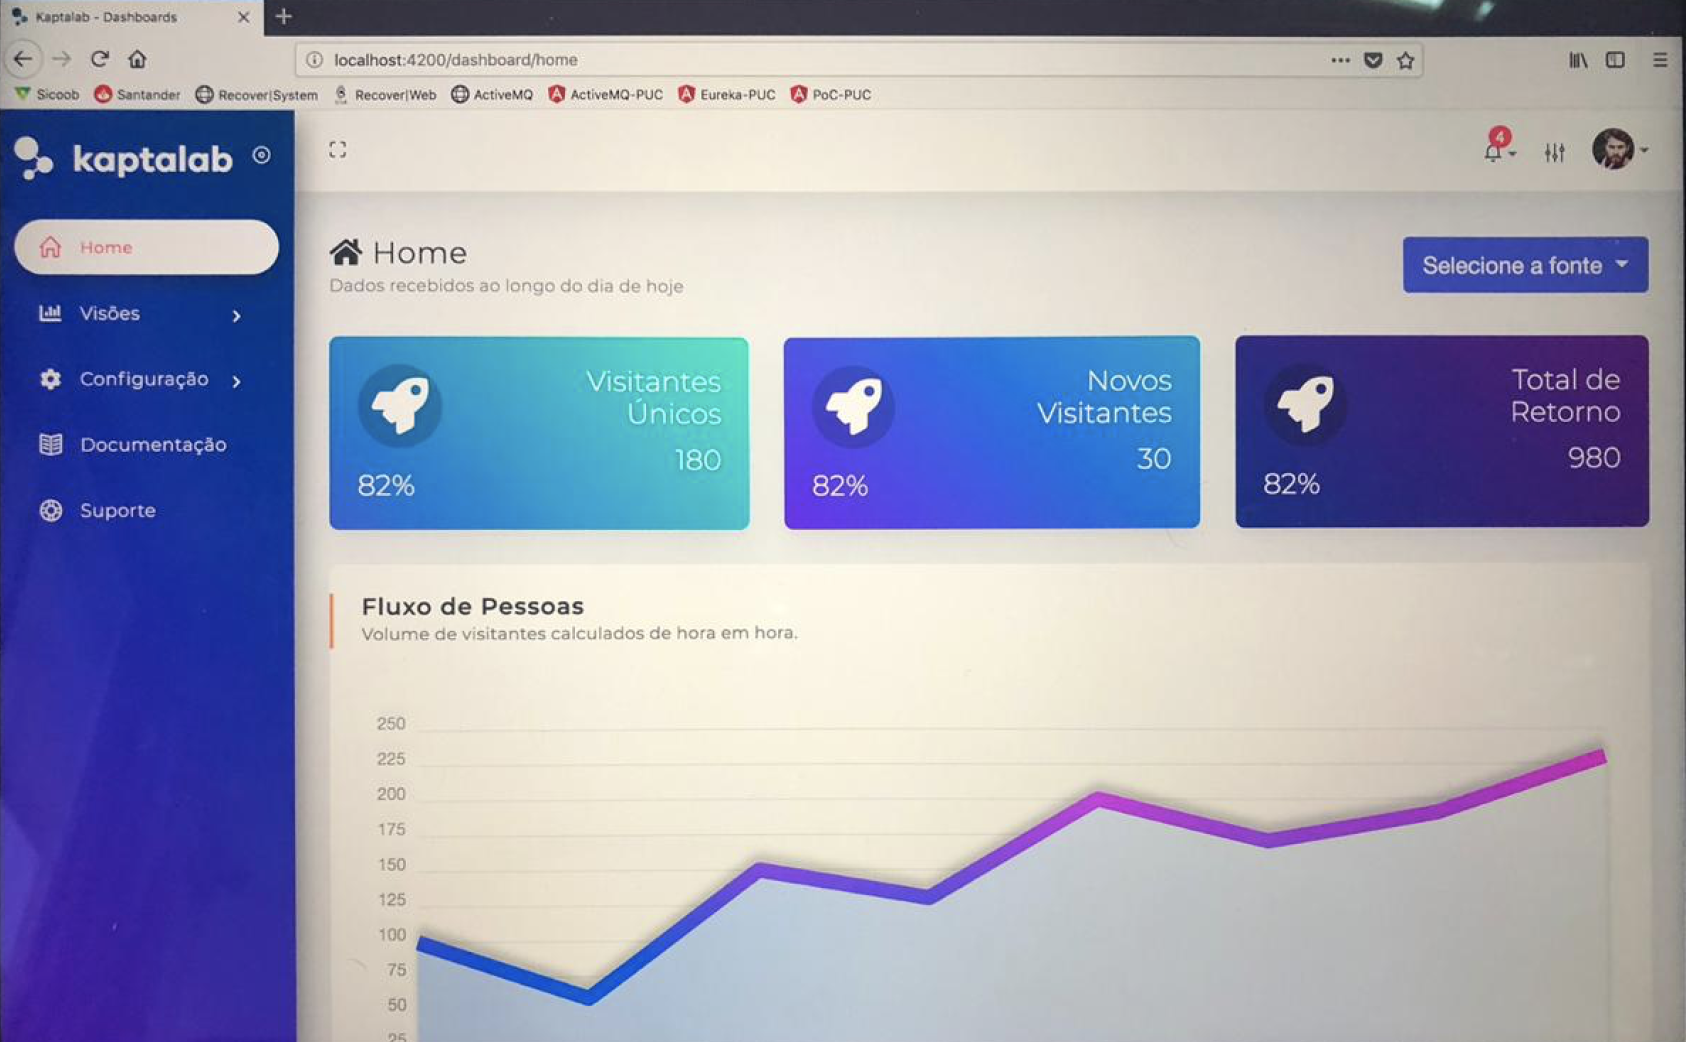 Kaptalab - Dashboards
localhost:4200/dashboard/home
Sicoob Santander Recover|System Recover|Web ActiveMQ ActiveMQ-PUC Eureka-PUC PoC-PUC
kaptalab
4
Home
Visões
Configuração
Documentação
Suporte
Home
Dados recebidos ao longo do dia de hoje
Selecione a fonte
Visitantes
Únicos
180
82%
Novos
Visitantes
30
82%
Total de
Retorno
980
82%
Fluxo de Pessoas
Volume de visitantes calculados de hora em hora.
250
225
200
175
150
125
100
75
50
25